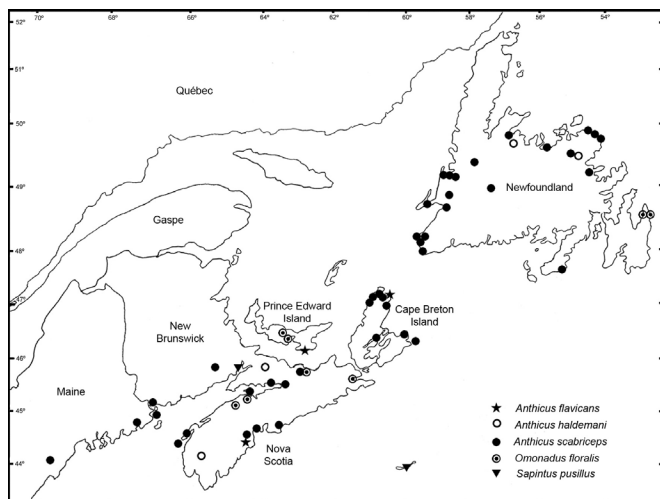 70° 68° 66° 64° 62° 60° 58° 56° 54°
52°
51°
Québec
50°
49°
Newfoundland
Gaspe
48°
47°
Prince Edward
Island
Cape Breton
Island
New
Brunswick
46°
Maine
45°
Nova
Scotia
44°
Anthicus flavicans
Anthicus haldemani
Anthicus scabriceps
Omonadus floralis
Sapintus pusillus